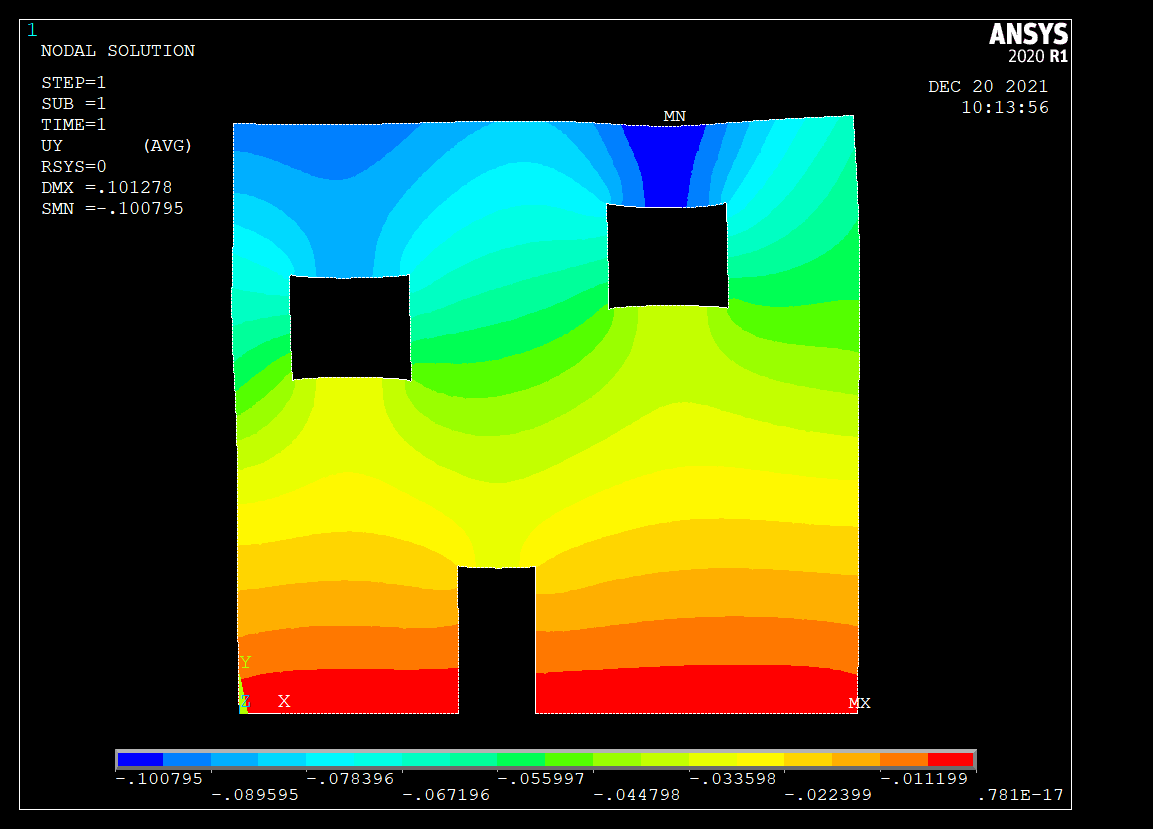 1
NODAL SOLUTION
STEP=1
SUB =1
TIME=1
UY (AVG)
RSYS=0
DMX =.101278
SMN =-.100795
ANSYS
2020 R1
DEC 20 2021
10:13:56
MN
Y
Z X
MX
-.100795 -.078396 -.055997 -.033598 -.011199
-.089595 -.067196 -.044798 -.022399 .781E-17